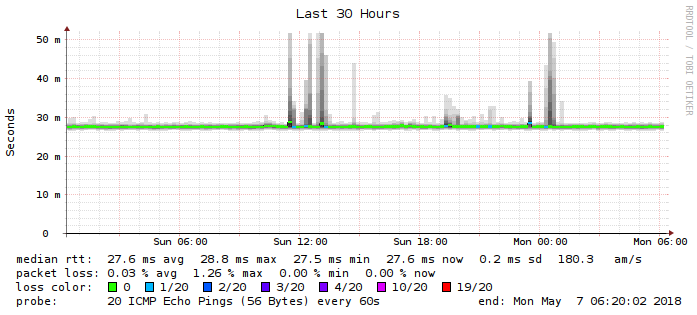 Last 30 Hours
RRDTOOL / TOBI OETIKER
Seconds
50 m
40 m
30 m
20 m
10 m
0
Sun 06:00 Sun 12:00 Sun 18:00 Mon 00:00 Mon 06:00
median rtt: 27.6 ms avg 28.8 ms max 27.5 ms min 27.6 ms now 0.2 ms sd 180.3 am/s
packet loss: 0.03 % avg 1.26 % max 0.00 % min 0.00 % now
loss color: 0 1/20 2/20 3/20 4/20 10/20 19/20
probe: 20 ICMP Echo Pings (56 Bytes) every 60s end: Mon May 7 06:20:02 2018